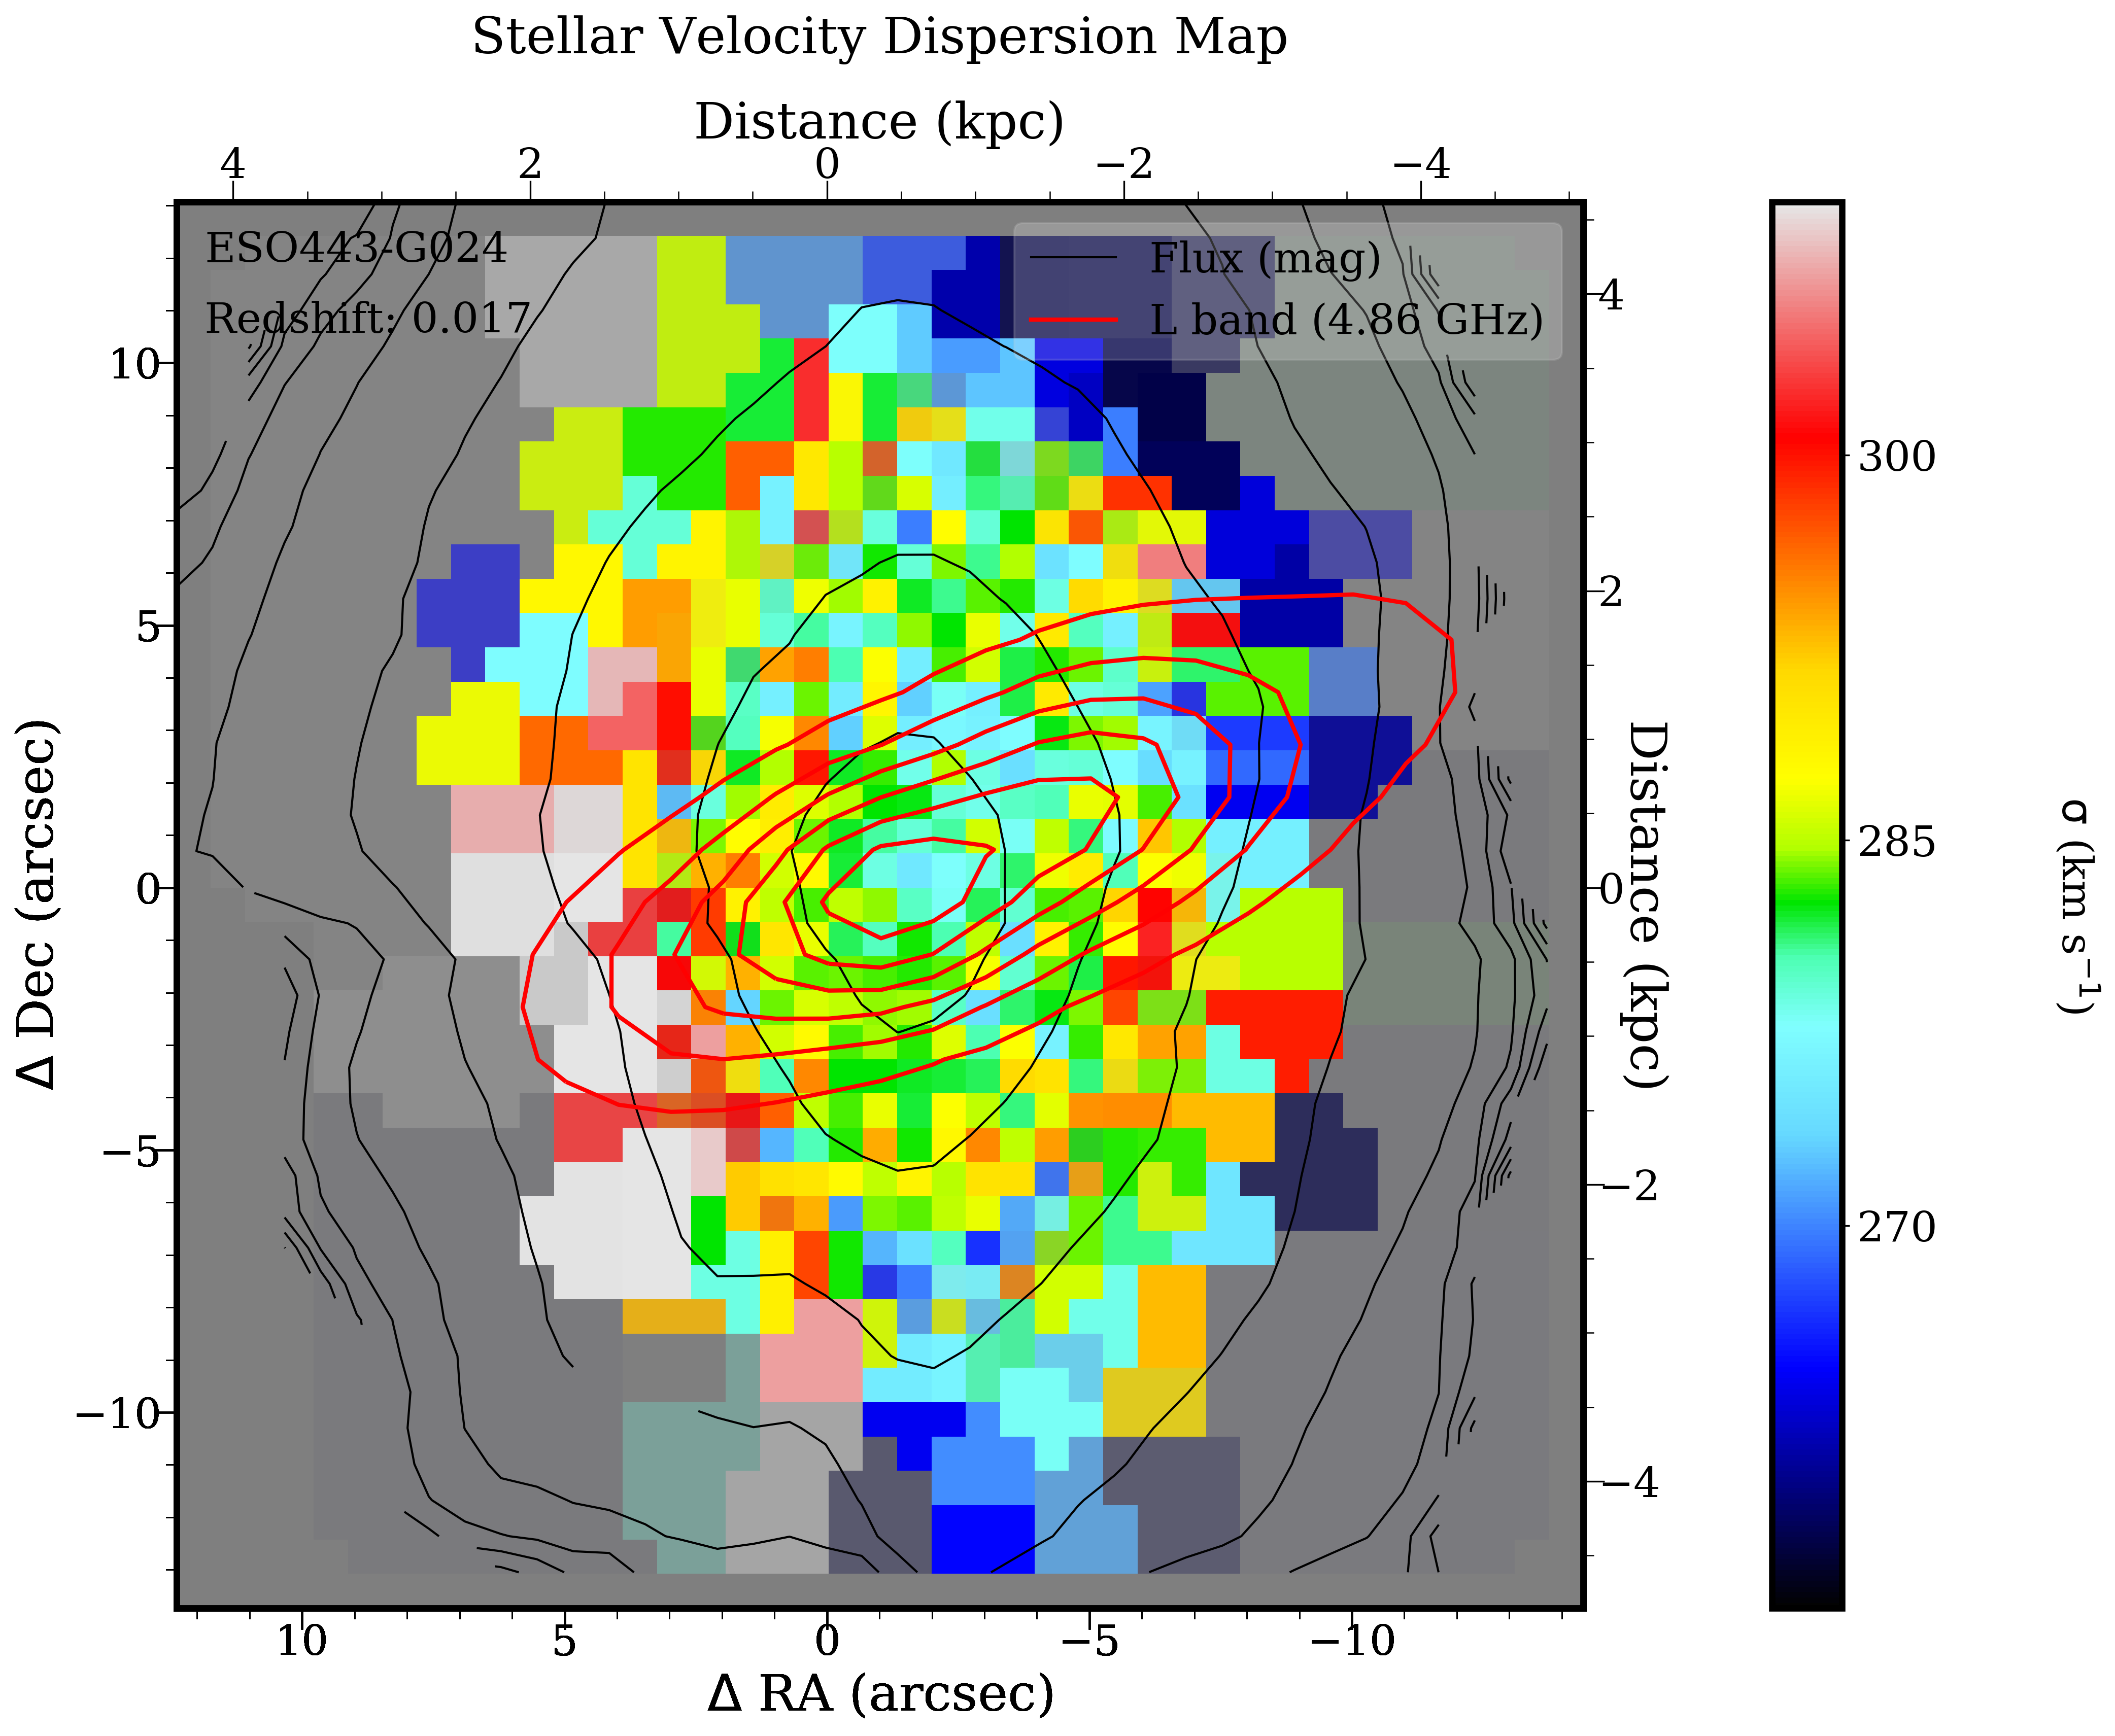 Stellar Velocity Dispersion Map
Distance (kpc)
4 2 0 −2 −4
ESO443-G024
Redshift: 0.017
Flux (mag)
L band (4.86 GHz)
10
5
0
−5
−10
Δ Dec (arcsec)
4
2
0
−2
−4
Distance (kpc)
300
285
270
σ (km s⁻¹)
10 5 0 −5 −10
Δ RA (arcsec)